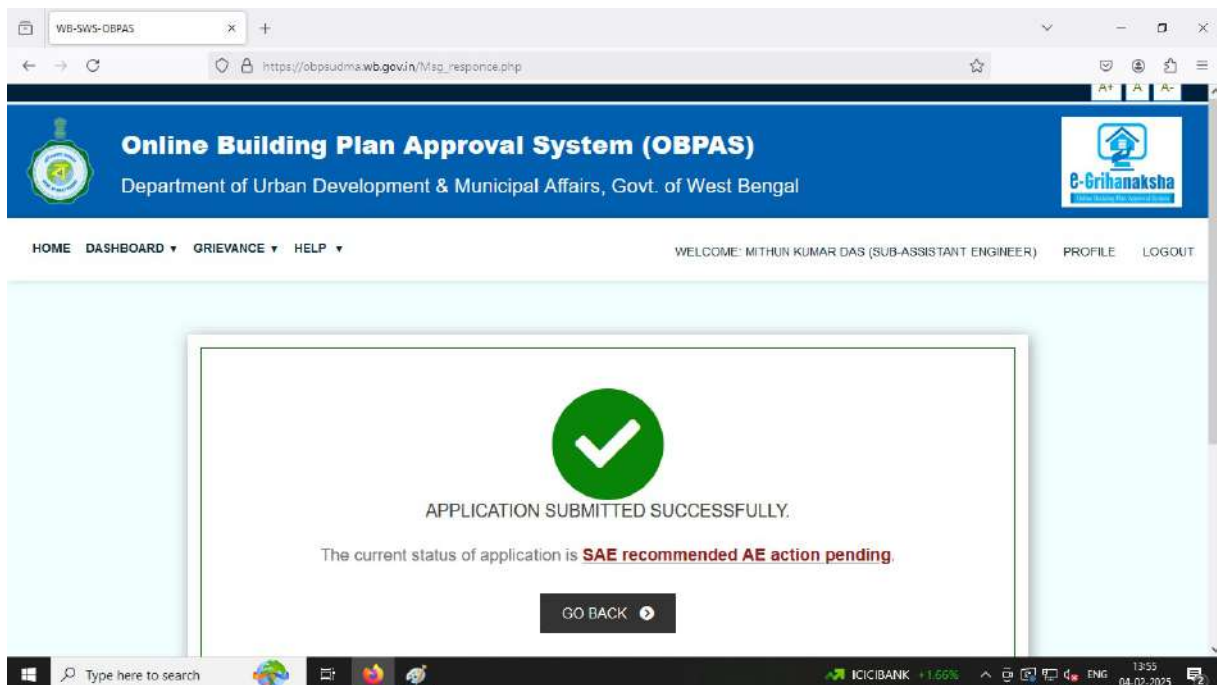 WB-SWS-OBPAS
https://obpsudma.wb.gov.in/Msg_responce.php
A+ A A-
Online Building Plan Approval System (OBPAS)
Department of Urban Development & Municipal Affairs, Govt. of West Bengal
e-Grihanaksha
HOME DASHBOARD ▾ GRIEVANCE ▾ HELP ▾ WELCOME: MITHUN KUMAR DAS (SUB-ASSISTANT ENGINEER) PROFILE LOGOUT
APPLICATION SUBMITTED SUCCESSFULLY.
The current status of application is SAE recommended AE action pending.
GO BACK
Type here to search
ICICIBANK +1.66%
ENG
13:55
04-02-2025